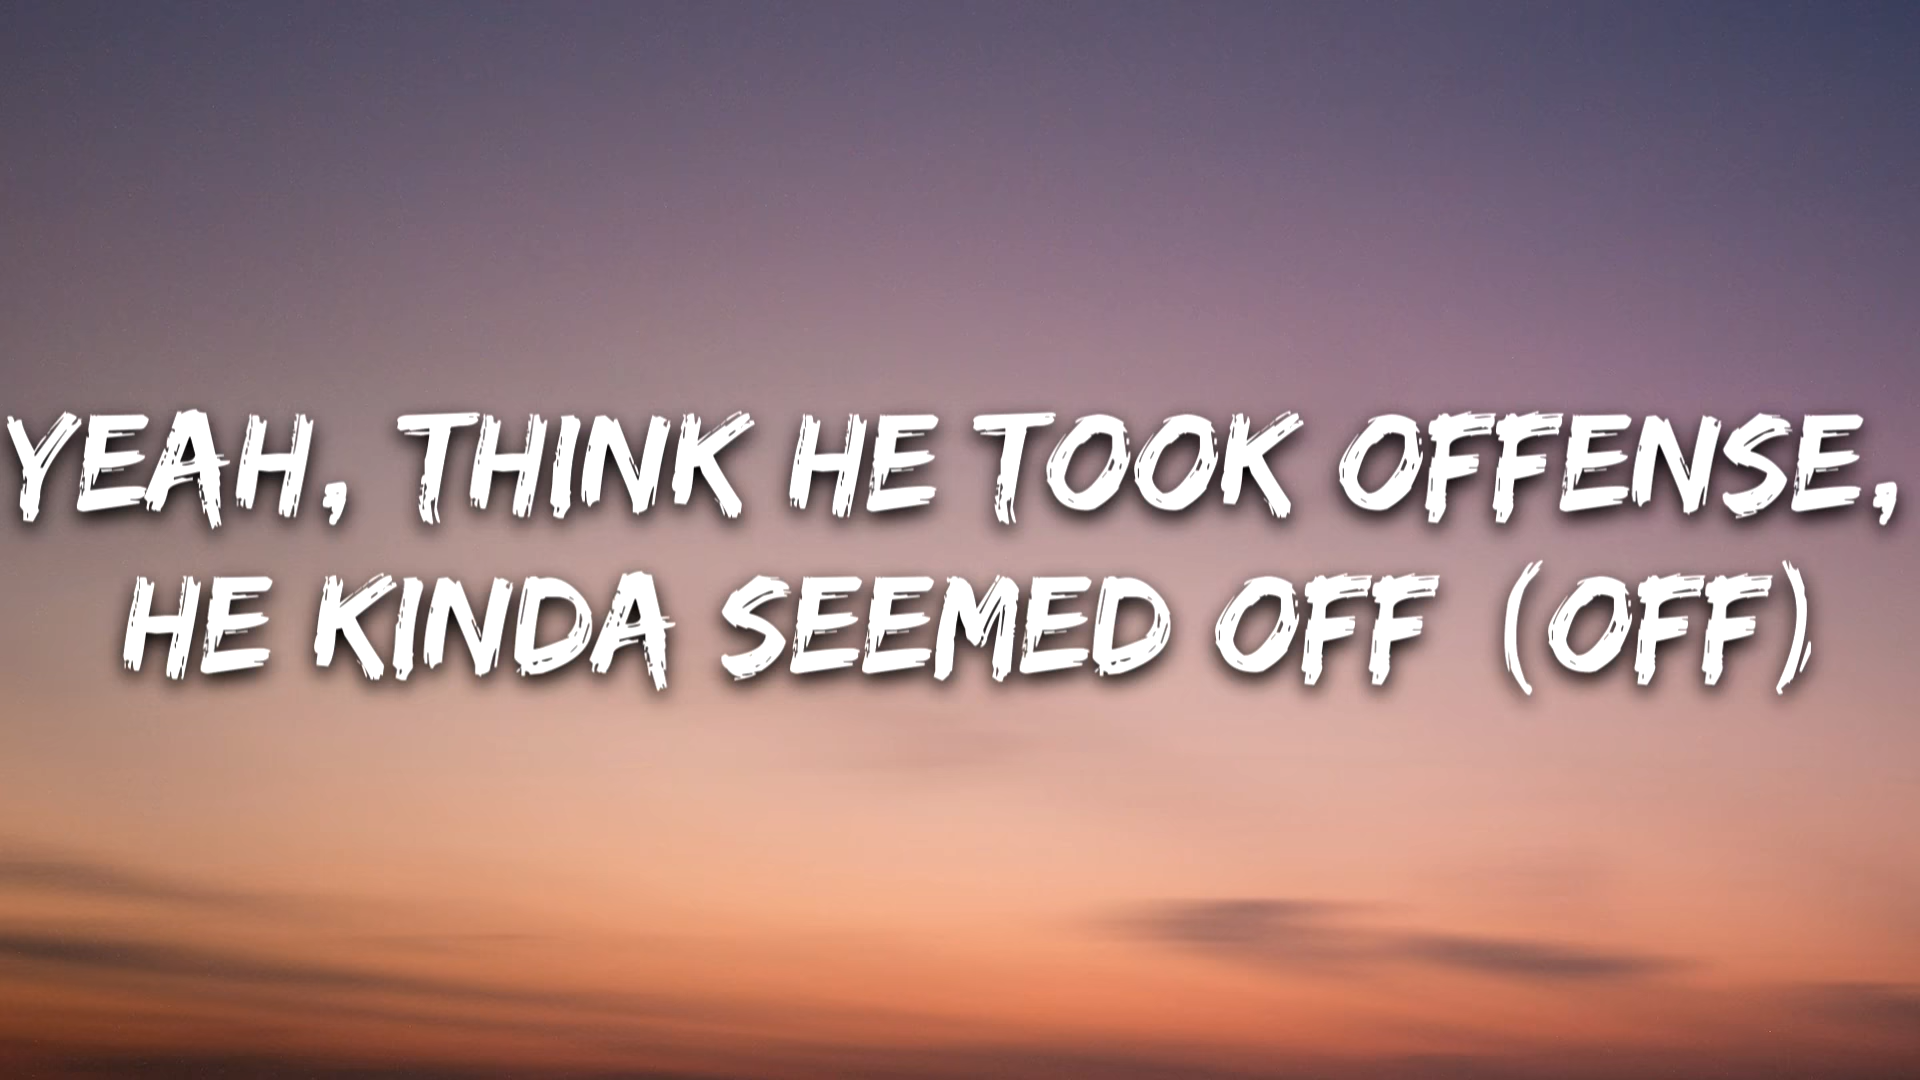 YEAH, THINK HE TOOK OFFENSE,
HE KINDA SEEMED OFF (OFF)